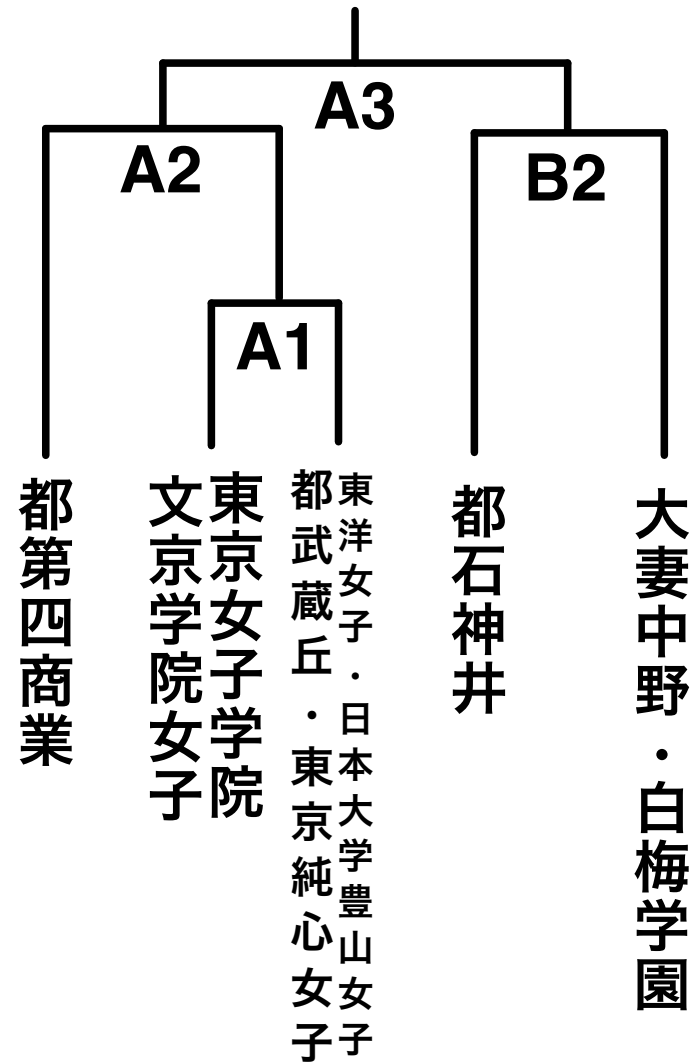 A3
A2
B2
A1
都第四商業
東京女子学院
文京学院女子
東洋女子・日本大学豊山女子
都武蔵丘・東京純心女子
都石神井
大妻中野・白梅学園